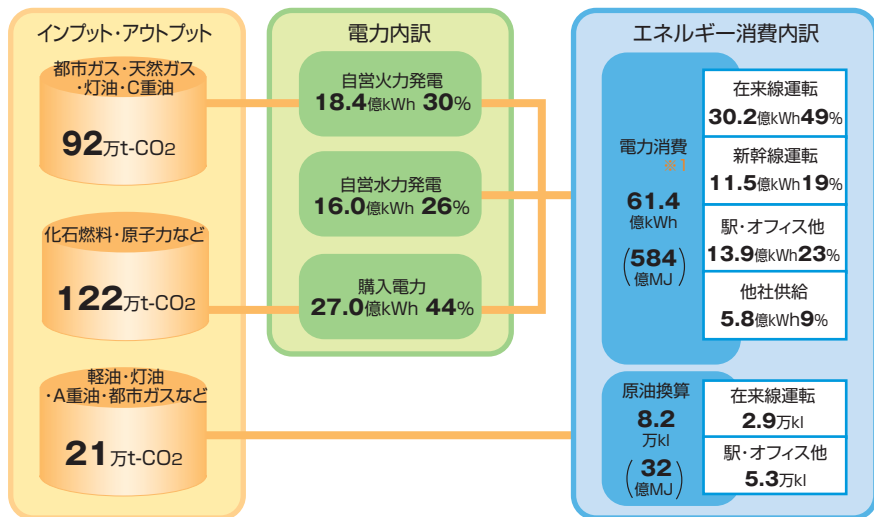 インプット・アウトプット
都市ガス・天然ガス
・灯油・C重油
92万t-CO2
化石燃料・原子力など
122万t-CO2
軽油・灯油
・A重油・都市ガスなど
21万t-CO2
電力内訳
自営火力発電
18.4億kWh 30%
自営水力発電
16.0億kWh 26%
購入電力
27.0億kWh 44%
エネルギー消費内訳
電力消費
※1
61.4
億kWh
(584
億MJ)
在来線運転
30.2億kWh49%
新幹線運転
11.5億kWh19%
駅・オフィス他
13.9億kWh23%
他社供給
5.8億kWh9%
原油換算
8.2
万kl
(32
億MJ)
在来線運転
2.9万kl
駅・オフィス他
5.3万kl